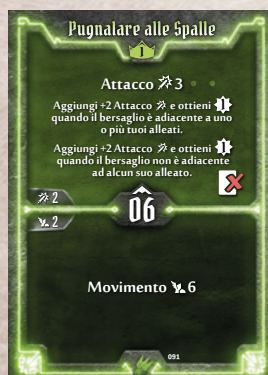 Pugnalare alle Spalle
1
Attacco 3
Aggiungi +2 Attacco e ottieni 1
quando il bersaglio è adiacente a uno
o più tuoi alleati.
Aggiungi +2 Attacco e ottieni 1
quando il bersaglio non è adiacente
ad alcun suo alleato.
2
06
2
Movimento 6
091